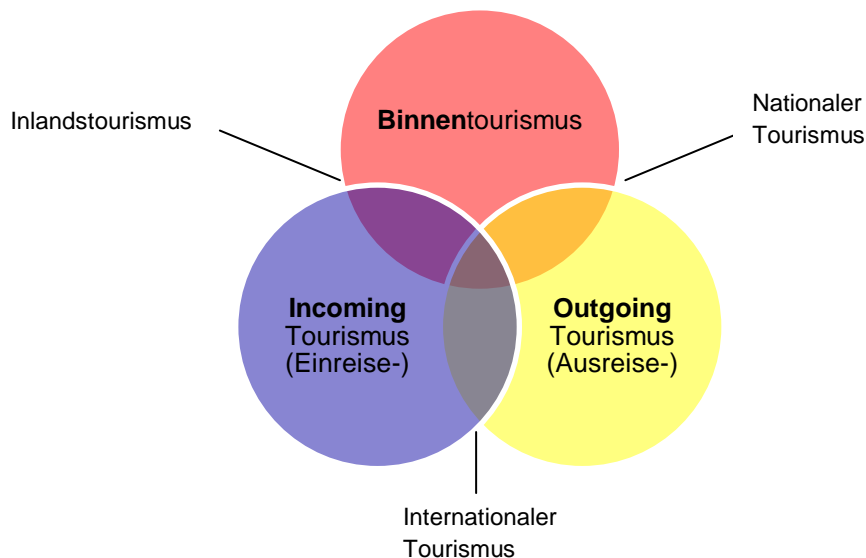 Inlandstourismus
Binnentourismus
Nationaler
Tourismus
Incoming
Tourismus
(Einreise-)
Outgoing
Tourismus
(Ausreise-)
Internationaler
Tourismus